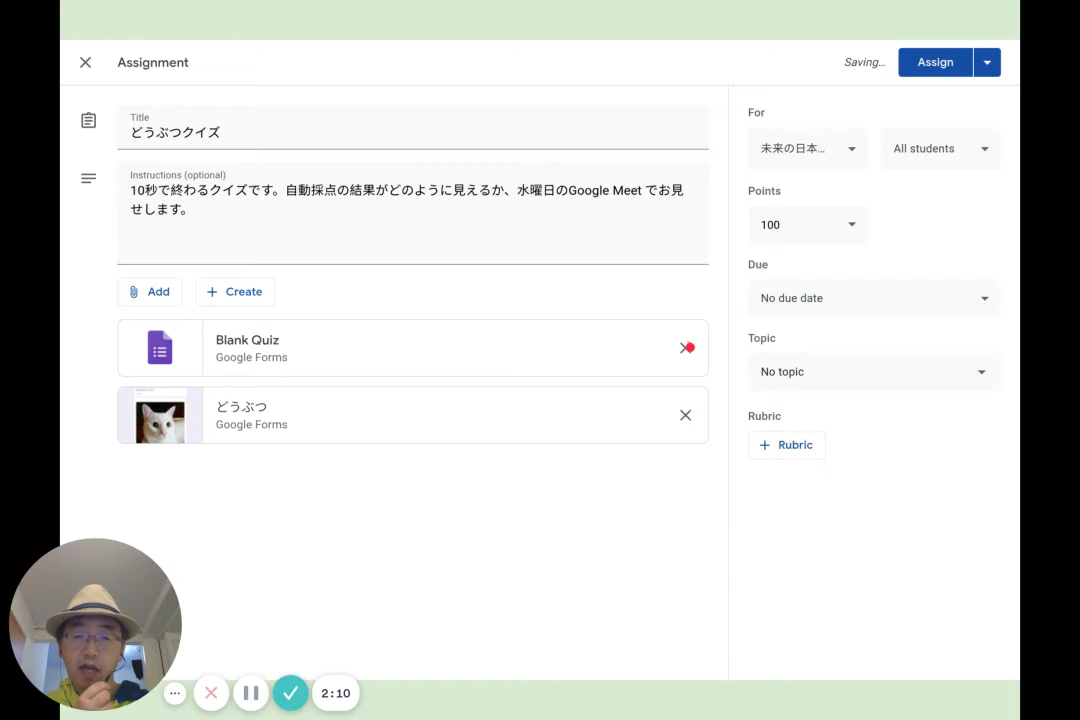 Assignment
Saving...
Assign
Title
どうぶつクイズ
Instructions (optional)
10秒で終わるクイズです。自動採点の結果がどのように見えるか、水曜日のGoogle Meet でお見
せします。
Add
Create
Blank Quiz
Google Forms
どうぶつ
Google Forms
For
未来の日本...
All students
Points
100
Due
No due date
Topic
No topic
Rubric
Rubric
2:10